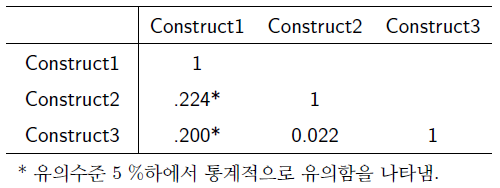 Construct1 Construct2 Construct3
Construct1 1
Construct2 .224* 1
Construct3 .200* 0.022 1
* 유의수준 5 %하에서 통계적으로 유의함을 나타냄.